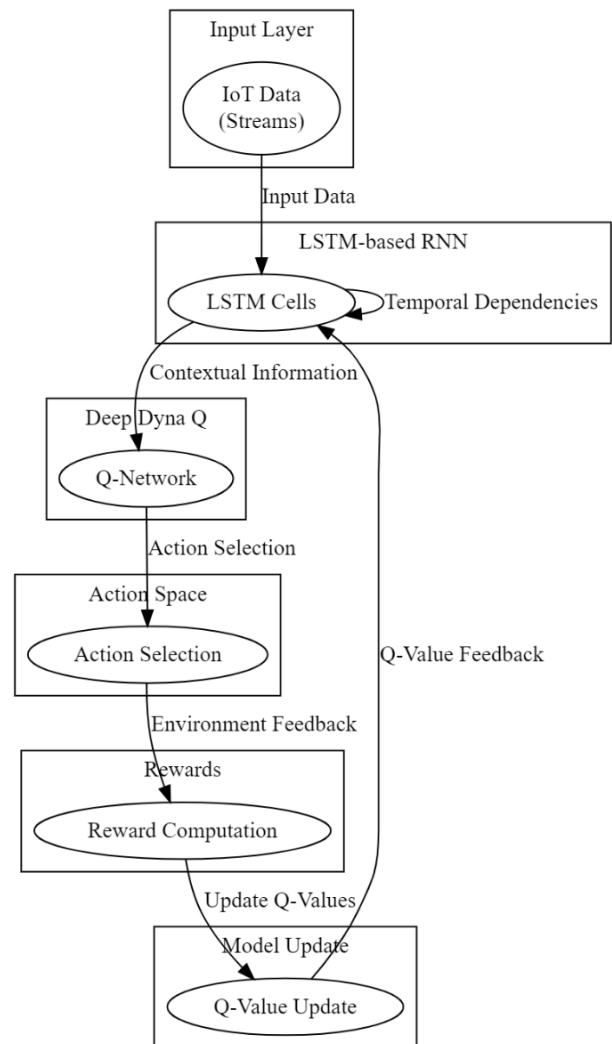 Input Layer
IoT Data
(Streams)
Input Data
LSTM-based RNN
LSTM Cells
Temporal Dependencies
Contextual Information
Deep Dyna Q
Q-Network
Action Selection
Action Space
Action Selection
Q-Value Feedback
Environment Feedback
Rewards
Reward Computation
Update Q-Values
Model Update
Q-Value Update